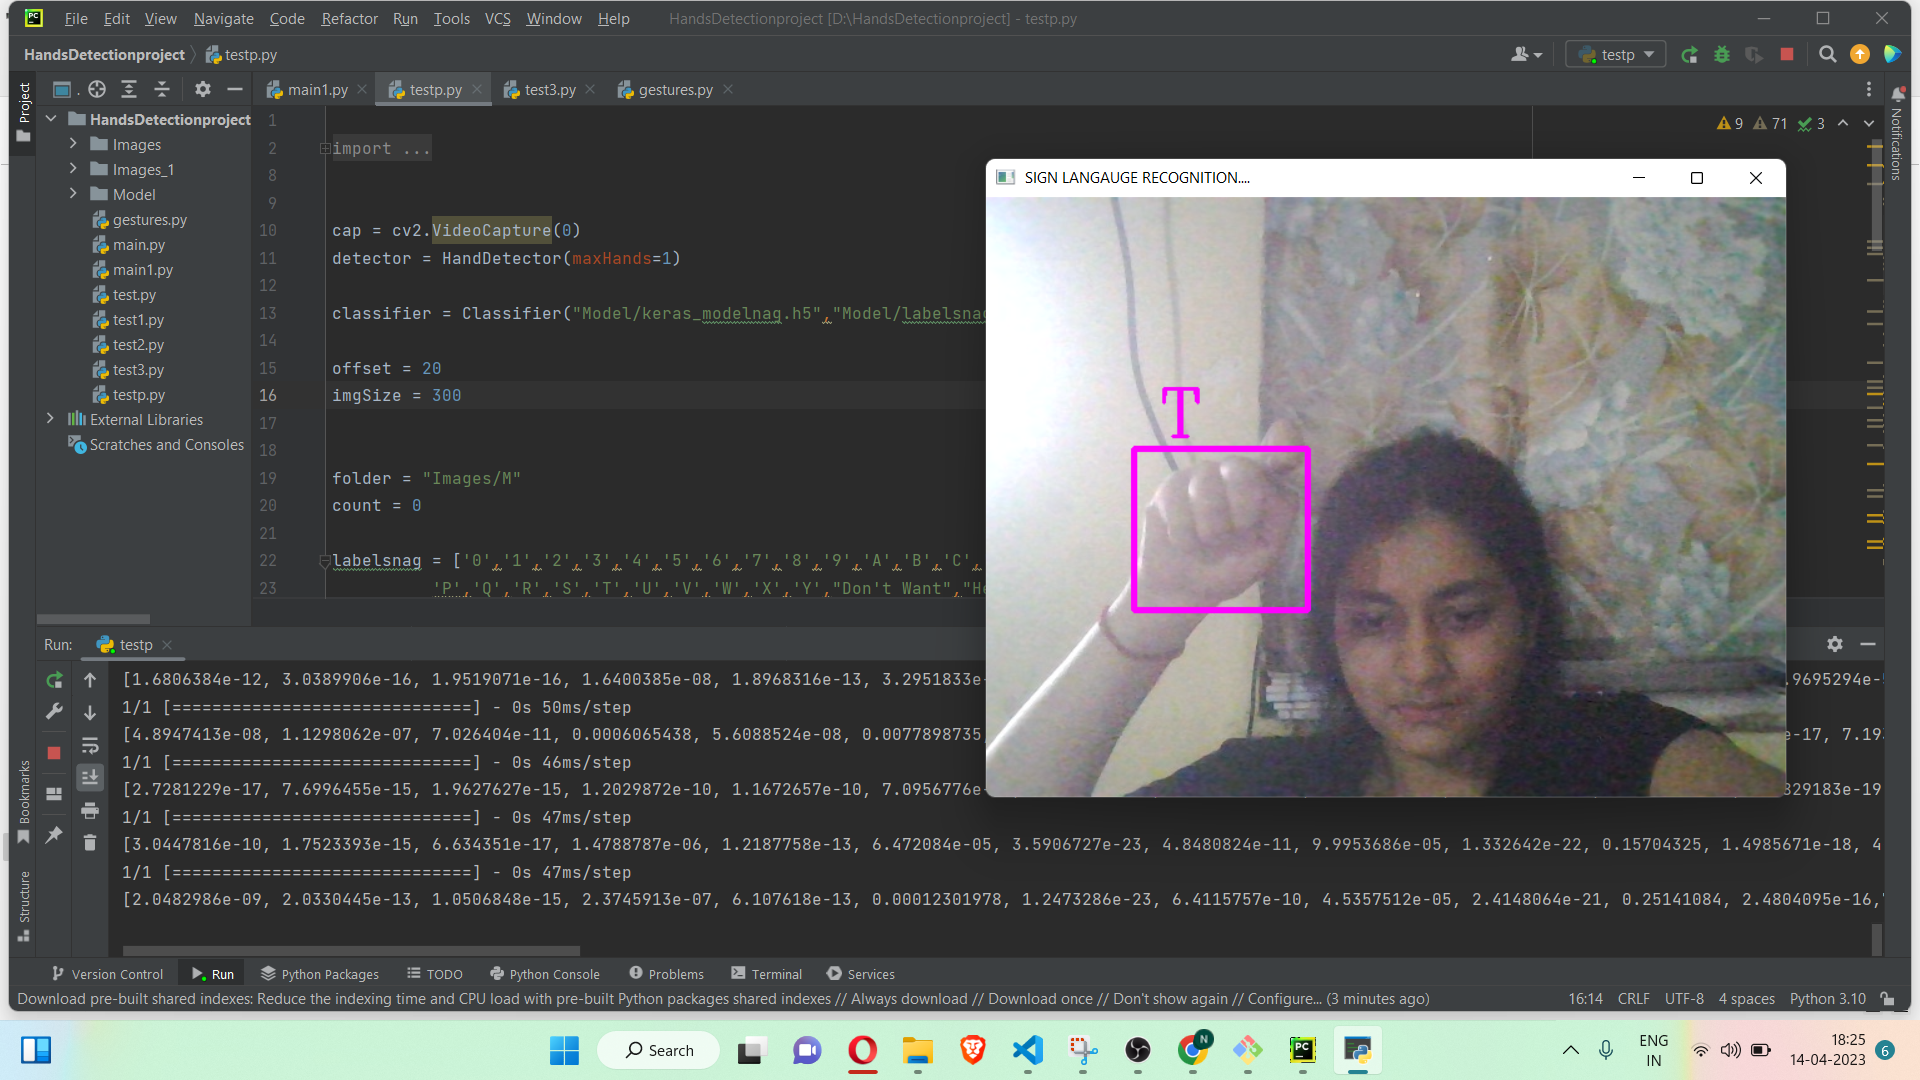 File Edit View Navigate Code Refactor Run Tools VCS Window Help HandsDetectionproject [D:\HandsDetectionproject] - testp.py
HandsDetectionproject testp.py
testp
Project
main1.py testp.py test3.py gestures.py
Notifications
HandsDetectionproject
Images
Images_1
Model
gestures.py
main.py
main1.py
test.py
test1.py
test2.py
test3.py
testp.py
External Libraries
Scratches and Consoles
9 71 3
1
2 import ...
8
9
10 cap = cv2.VideoCapture(0)
11 detector = HandDetector(maxHands=1)
12
13 classifier = Classifier("Model/keras_modelnag.h5","Model/labelsnag
14
15 offset = 20
16 imgSize = 300
17
18
19 folder = "Images/M"
20 count = 0
21
22 labelsnag = ['0','1','2','3','4','5','6','7','8','9','A','B','C',
23 'P','Q','R','S','T','U','V','W','X','Y',"Don't Want","He
SIGN LANGAUGE RECOGNITION....
T
Run: testp
[1.6806384e-12, 3.0389906e-16, 1.9519071e-16, 1.6400385e-08, 1.8968316e-13, 3.2951833e- .9695294e-5
1/1 [==============================] - 0s 50ms/step
[4.8947413e-08, 1.1298062e-07, 7.026404e-11, 0.0006065438, 5.6088524e-08, 0.0077898735, e-17, 7.193
1/1 [==============================] - 0s 46ms/step
[2.7281229e-17, 7.6996455e-15, 1.9627627e-15, 1.2029872e-10, 1.1672657e-10, 7.0956776e- 829183e-19,
1/1 [==============================] - 0s 47ms/step
[3.0447816e-10, 1.7523393e-15, 6.634351e-17, 1.4788787e-06, 1.2187758e-13, 6.472084e-05, 3.5906727e-23, 4.8480824e-11, 9.9953686e-05, 1.332642e-22, 0.15704325, 1.4985671e-18, 4
1/1 [==============================] - 0s 47ms/step
[2.0482986e-09, 2.0330445e-13, 1.0506848e-15, 2.3745913e-07, 6.107618e-13, 0.00012301978, 1.2473286e-23, 6.4115757e-10, 4.5357512e-05, 2.4148064e-21, 0.25141084, 2.4804095e-16,
Bookmarks
Structure
Version Control Run Python Packages TODO Python Console Problems Terminal Services
Download pre-built shared indexes: Reduce the indexing time and CPU load with pre-built Python packages shared indexes // Always download // Download once // Don't show again // Configure... (3 minutes ago) 16:14 CRLF UTF-8 4 spaces Python 3.10
Search
N
ENG
IN
18:25
14-04-2023
6